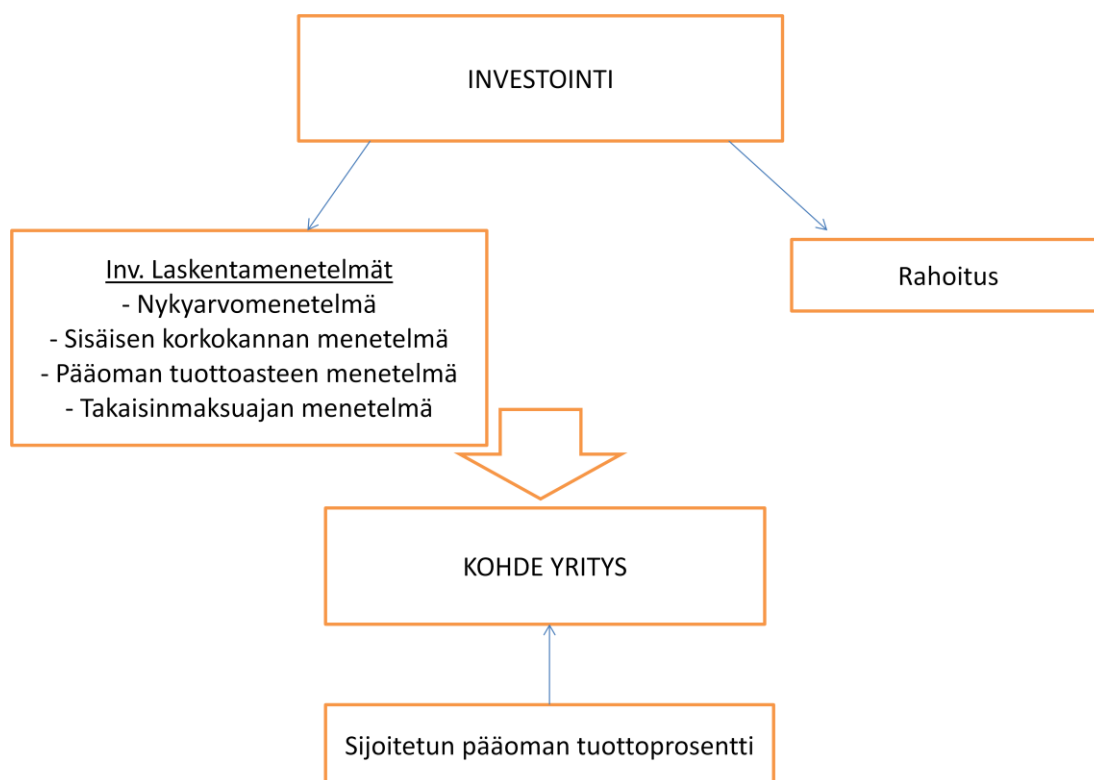 INVESTOINTI
Inv. Laskentamenetelmät
- Nykyarvomenetelmä
- Sisäisen korkokannan menetelmä
- Pääoman tuottoasteen menetelmä
- Takaisinmaksuajan menetelmä
Rahoitus
KOHDE YRITYS
Sijoitetun pääoman tuottoprosentti